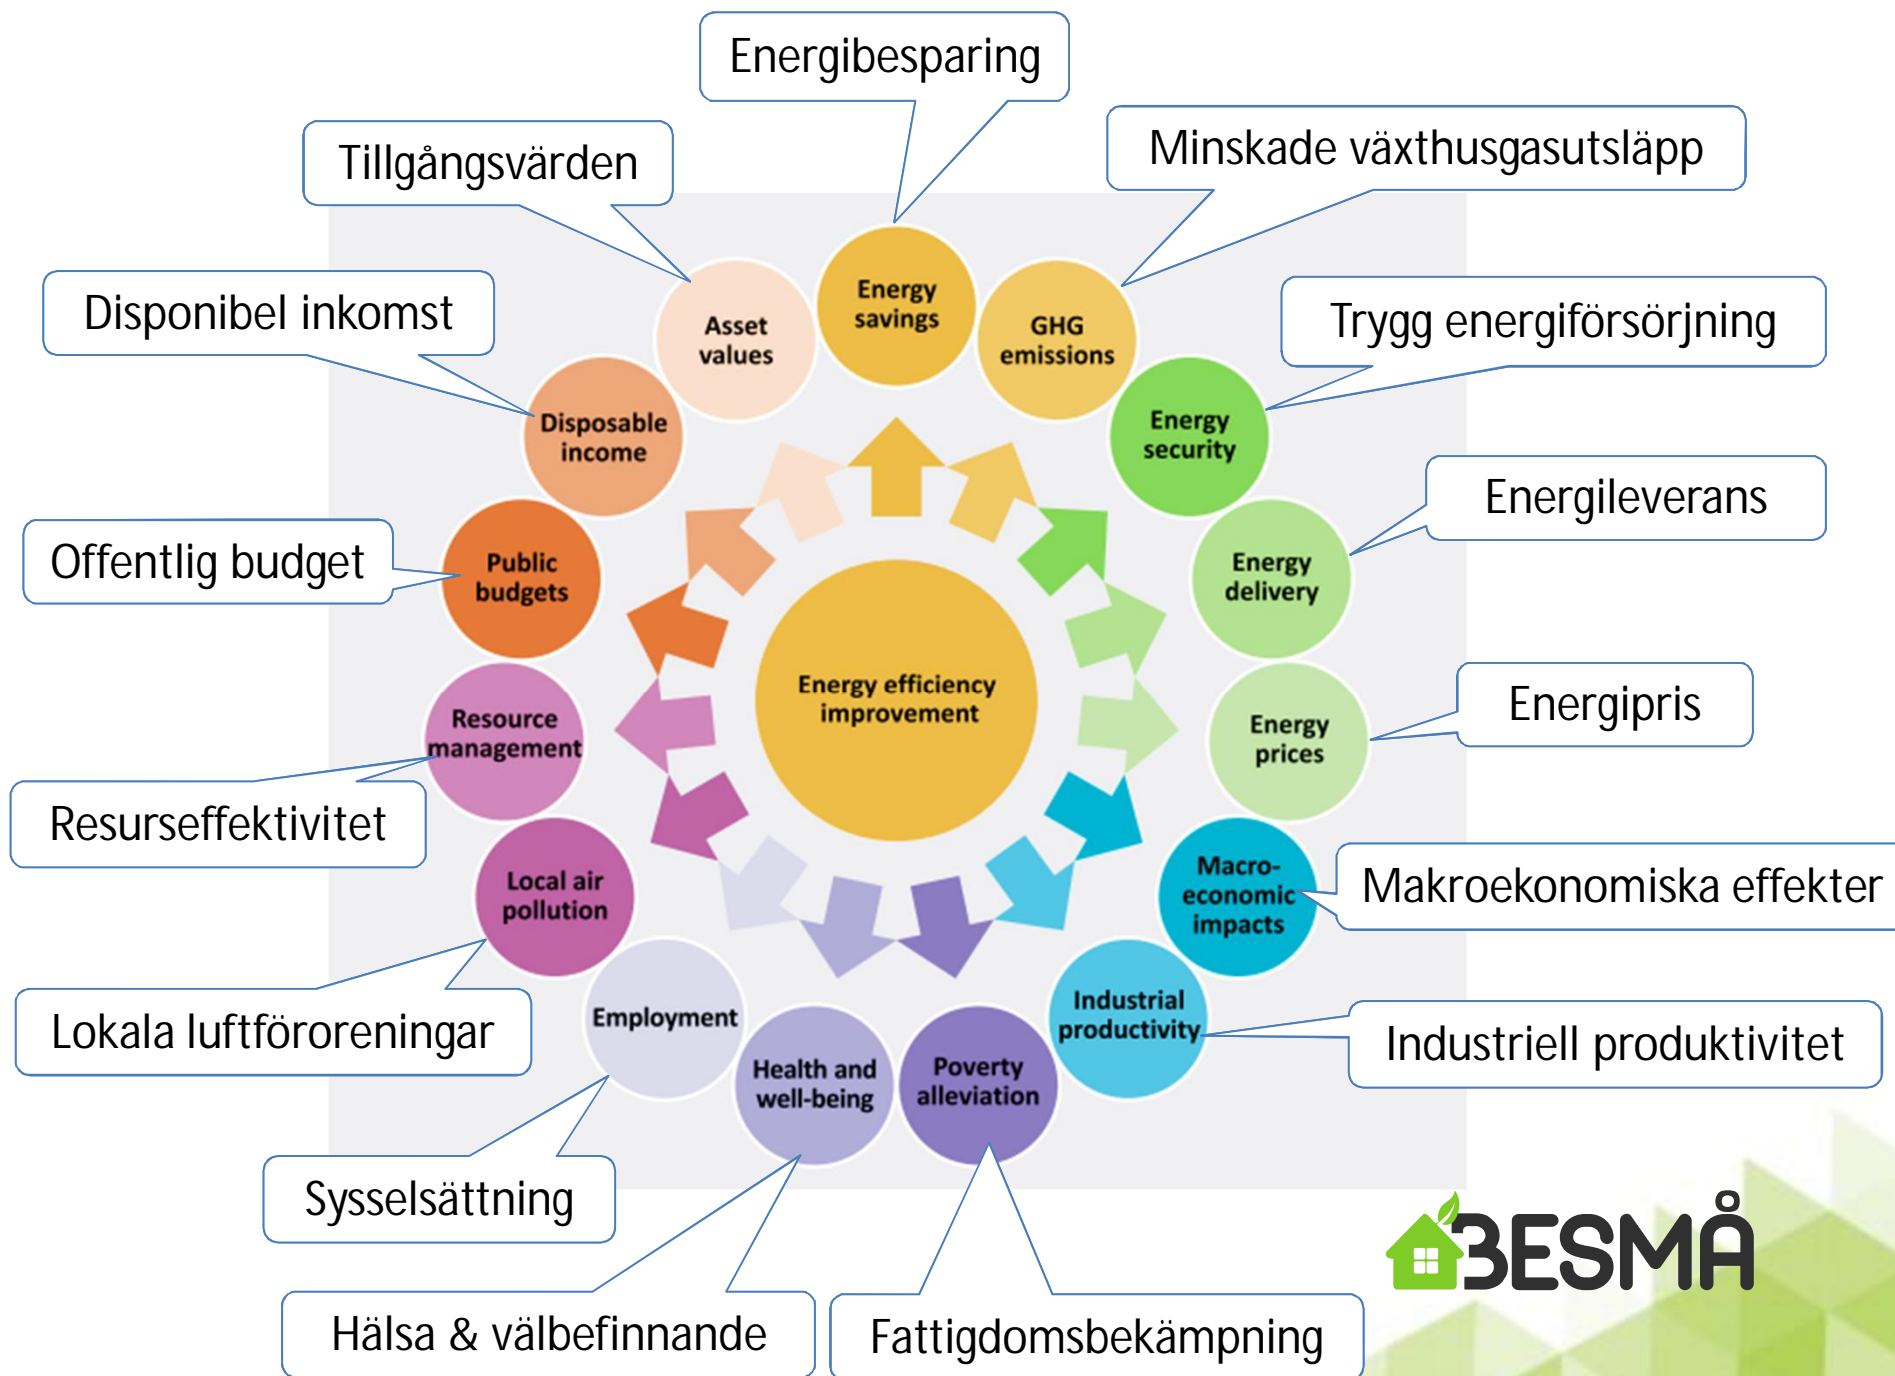 Energibesparing
Minskade växthusgasutsläpp
Tillgångsvärden
Disponibel inkomst
Trygg energiförsörjning
Energileverans
Offentlig budget
Energipris
Resurseffektivitet
Makroekonomiska effekter
Lokala luftföroreningar
Industriell produktivitet
Sysselsättning
Hälsa & välbefinnande
Fattigdomsbekämpning
Energy
savings
GHG
emissions
Energy
security
Energy
delivery
Energy
prices
Macro-
economic
impacts
Industrial
productivity
Poverty
alleviation
Health and
well-being
Employment
Local air
pollution
Resource
management
Public
budgets
Disposable
income
Asset
values
Energy efficiency
improvement
BESMÅ